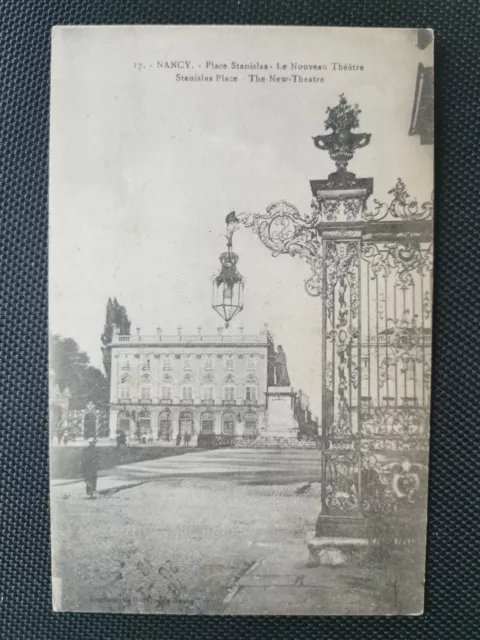 17. - NANCY. - Place Stanislas - Le Nouveau Théâtre
Stanislas Place - The New-Theatre